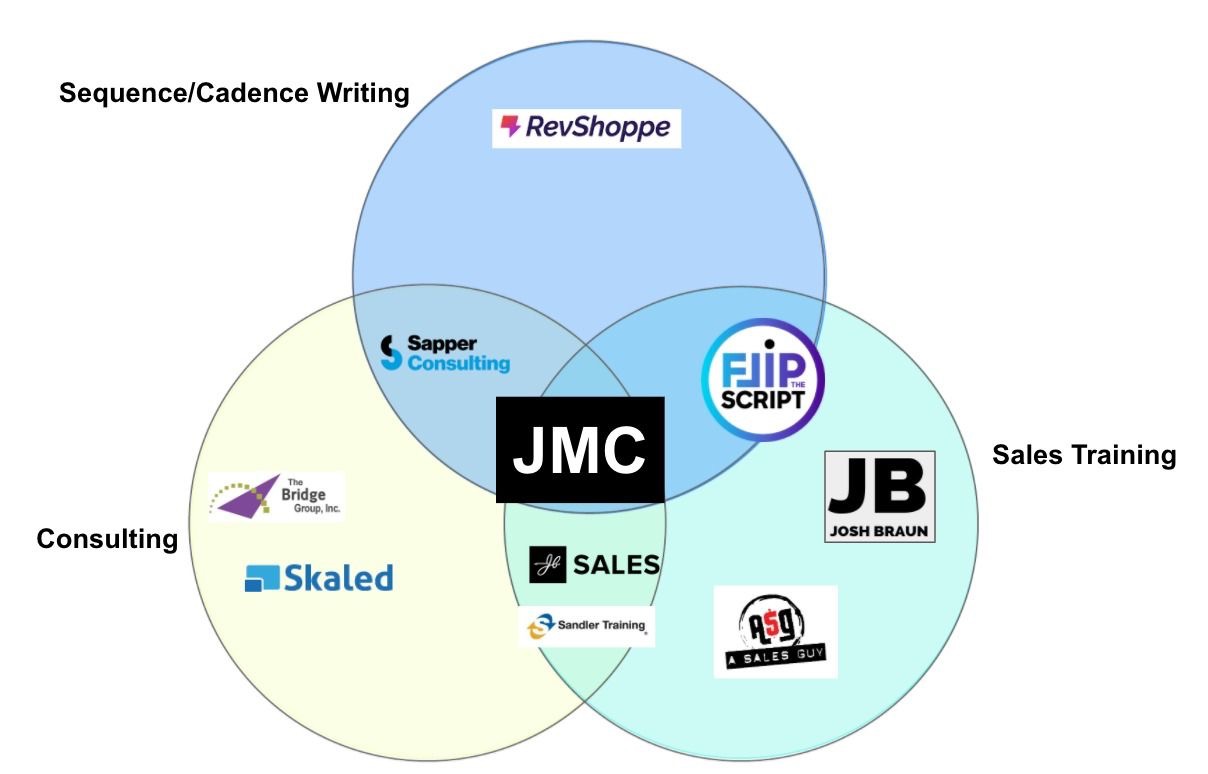 Sequence/Cadence Writing
RevShoppe
Sapper
Consulting
FLIP
THE
SCRIPT
JMC
Sales Training
JB
JOSH BRAUN
The
Bridge
Group, Inc.
Consulting
Skaled
jb SALES
Sandler Training®
A$G
A SALES GUY